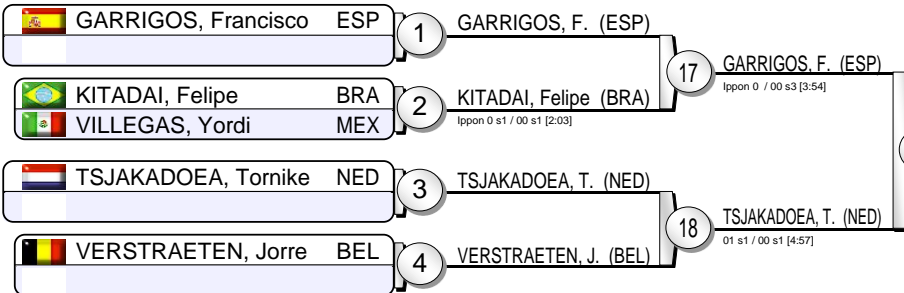 GARRIGOS, Francisco ESP
1
GARRIGOS, F. (ESP)
17
GARRIGOS, F. (ESP)
Ippon 0 / 00 s3 [3:54]
KITADAI, Felipe BRA
VILLEGAS, Yordi MEX
2
KITADAI, Felipe (BRA)
Ippon 0 s1 / 00 s1 [2:03]
TSJAKADOEA, Tornike NED
3
TSJAKADOEA, T. (NED)
18
TSJAKADOEA, T. (NED)
01 s1 / 00 s1 [4:57]
VERSTRAETEN, Jorre BEL
4
VERSTRAETEN, J. (BEL)